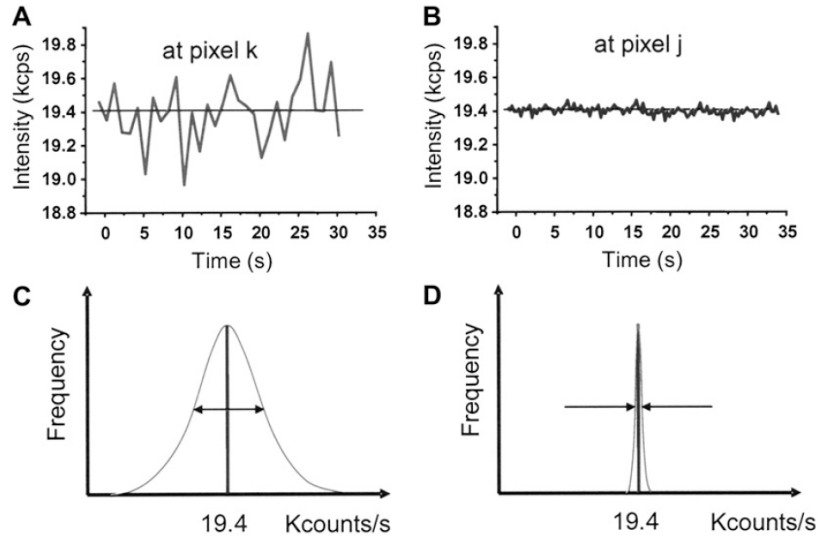 A
at pixel k
Intensity (kcps)
19.8
19.6
19.4
19.2
19.0
18.8
0 5 10 15 20 25 30 35
Time (s)
B
at pixel j
Intensity (kcps)
19.8
19.6
19.4
19.2
19.0
18.8
0 5 10 15 20 25 30 35
Time (s)
C
Frequency
19.4 Kcounts/s
D
Frequency
19.4 Kcounts/s